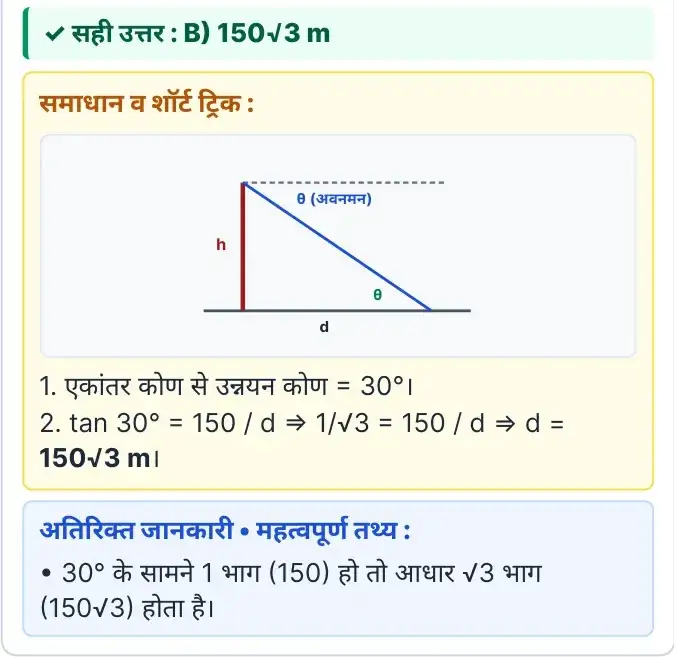 ✓ सही उत्तर : B) 150√3 m
समाधान व शॉर्ट ट्रिक :
θ (अवनमन)
h
θ
d
1. एकांतर कोण से उन्नयन कोण = 30°।
2. tan 30° = 150 / d ⇒ 1/√3 = 150 / d ⇒ d =
150√3 m।
अतिरिक्त जानकारी • महत्वपूर्ण तथ्य :
• 30° के सामने 1 भाग (150) हो तो आधार √3 भाग
(150√3) होता है।